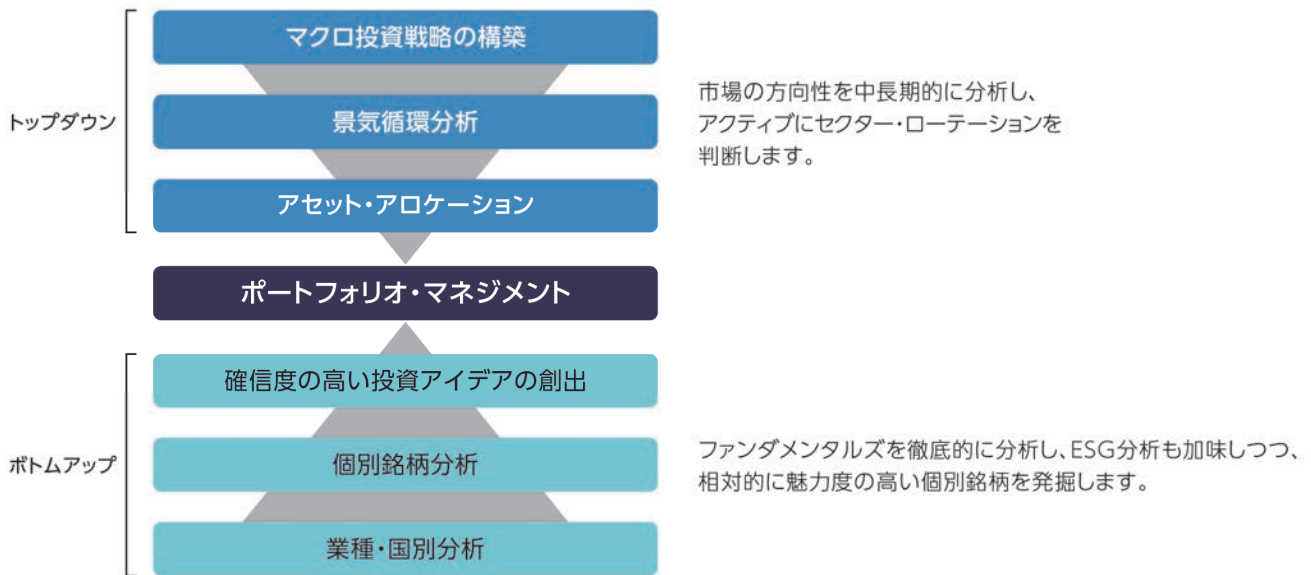 マクロ投資戦略の構築
トップダウン
景気循環分析
アセット・アロケーション
市場の方向性を中長期的に分析し、
アクティブにセクター・ローテーションを
判断します。
ポートフォリオ・マネジメント
確信度の高い投資アイデアの創出
ボトムアップ
個別銘柄分析
業種・国別分析
ファンダメンタルズを徹底的に分析し、ESG分析も加味しつつ、
相対的に魅力度の高い個別銘柄を発掘します。